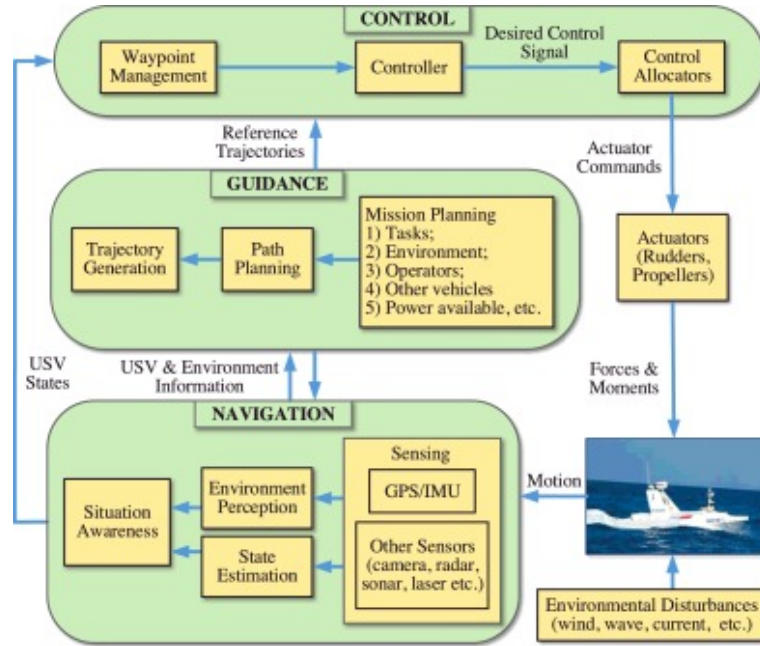 CONTROL
Waypoint
Management
Controller
Desired Control
Signal
Control
Allocators
Reference
Trajectories
Actuator
Commands
GUIDANCE
Trajectory
Generation
Path
Planning
Mission Planning
1) Tasks;
2) Environment;
3) Operators;
4) Other vehicles
5) Power available, etc.
Actuators
(Rudders,
Propellers)
USV
States
USV & Environment
Information
Forces &
Moments
NAVIGATION
Situation
Awareness
Environment
Perception
State
Estimation
Sensing
GPS/IMU
Other Sensors
(camera, radar,
sonar, laser etc.)
Motion
Environmental Disturbances
(wind, wave, current, etc.)